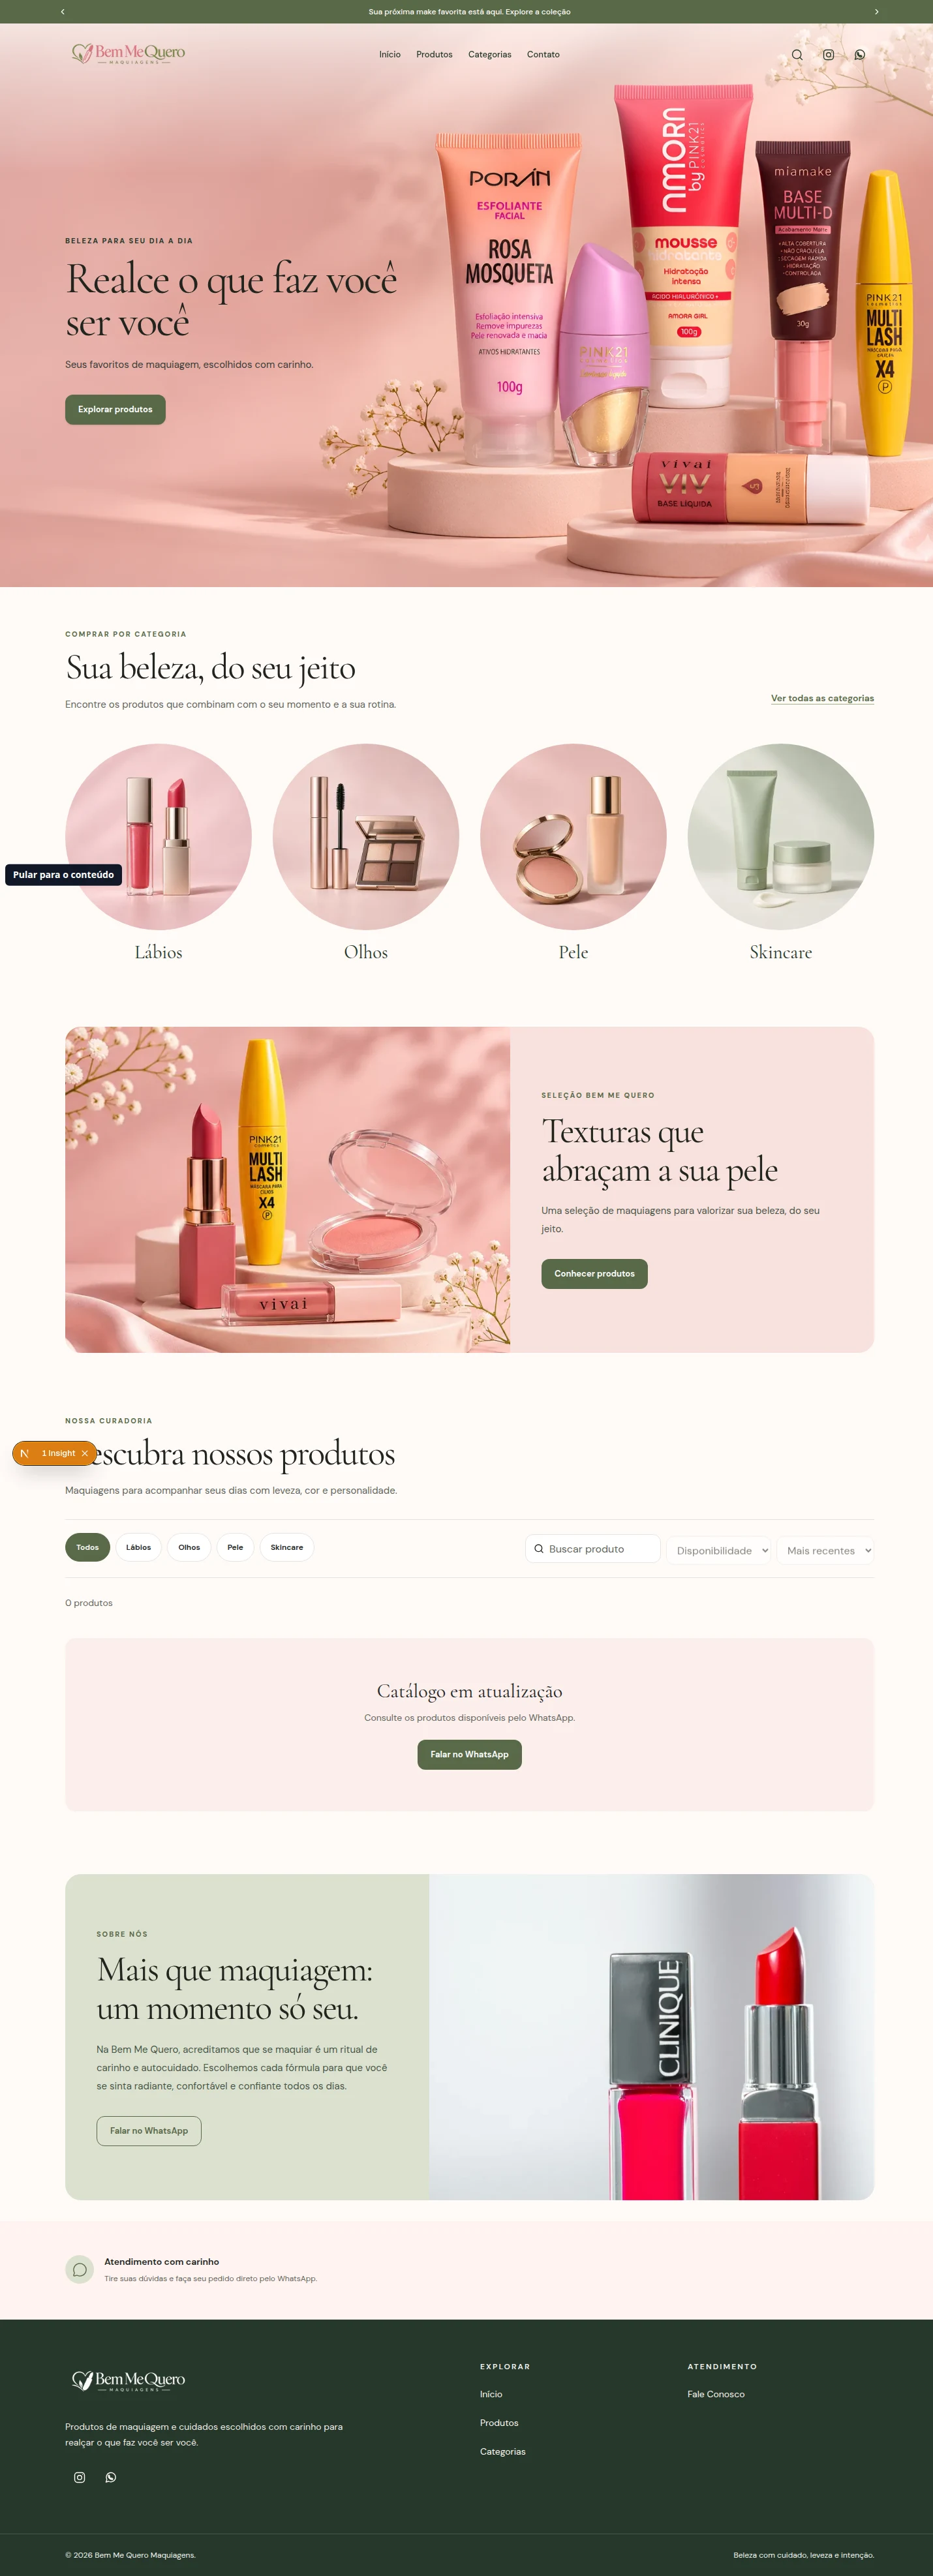 Sua próxima make favorita está aqui. Explore a coleção
Bem Me Quero
MAQUIAGENS
Início
Produtos
Categorias
Contato
BELEZA PARA SEU DIA A DIA
Realce o que faz você
ser você
Seus favoritos de maquiagem, escolhidos com carinho.
Explorar produtos
PORÁN
ESFOLIANTE
FACIAL
ROSA
MOSQUETA
Esfoliação intensiva
Remove impurezas
Pele renovada e macia
ATIVOS HIDRATANTES
100g
PINK21
amora by PINK21
mousse
hidratante
Hidratação
intensa
ÁCIDO HIALURÔNICO +
AMORA GIRL
100g
miamake
BASE
MULTI-D
Acabamento Matte
30g
PINK21
MULTI
LASH
X4
P
vivai
VIV
BASE LÍQUIDA
COMPRAR POR CATEGORIA
Sua beleza, do seu jeito
Encontre os produtos que combinam com o seu momento e a sua rotina.
Ver todas as categorias
Pular para o conteúdo
Lábios
Olhos
Pele
Skincare
PINK21
MULTI
LASH
MÁSCARA PARA
CÍLIOS
X4
P
vivai
SELEÇÃO BEM ME QUERO
Texturas que
abraçam a sua pele
Uma seleção de maquiagens para valorizar sua beleza, do seu
jeito.
Conhecer produtos
NOSSA CURADORIA
escubra nossos produtos
N 1 Insight
Maquiagens para acompanhar seus dias com leveza, cor e personalidade.
Todos
Lábios
Olhos
Pele
Skincare
Buscar produto
Disponibilidade
Mais recentes
0 produtos
Catálogo em atualização
Consulte os produtos disponíveis pelo WhatsApp.
Falar no WhatsApp
SOBRE NÓS
Mais que maquiagem:
um momento só seu.
Na Bem Me Quero, acreditamos que se maquiar é um ritual de
carinho e autocuidado. Escolhemos cada fórmula para que você
se sinta radiante, confortável e confiante todos os dias.
Falar no WhatsApp
CLINIQUE
Atendimento com carinho
Tire suas dúvidas e faça seu pedido direto pelo WhatsApp.
Bem Me Quero
MAQUIAGENS
Produtos de maquiagem e cuidados escolhidos com carinho para
realçar o que faz você ser você.
EXPLORAR
Início
Produtos
Categorias
ATENDIMENTO
Fale Conosco
© 2026 Bem Me Quero Maquiagens.
Beleza com cuidado, leveza e intenção.